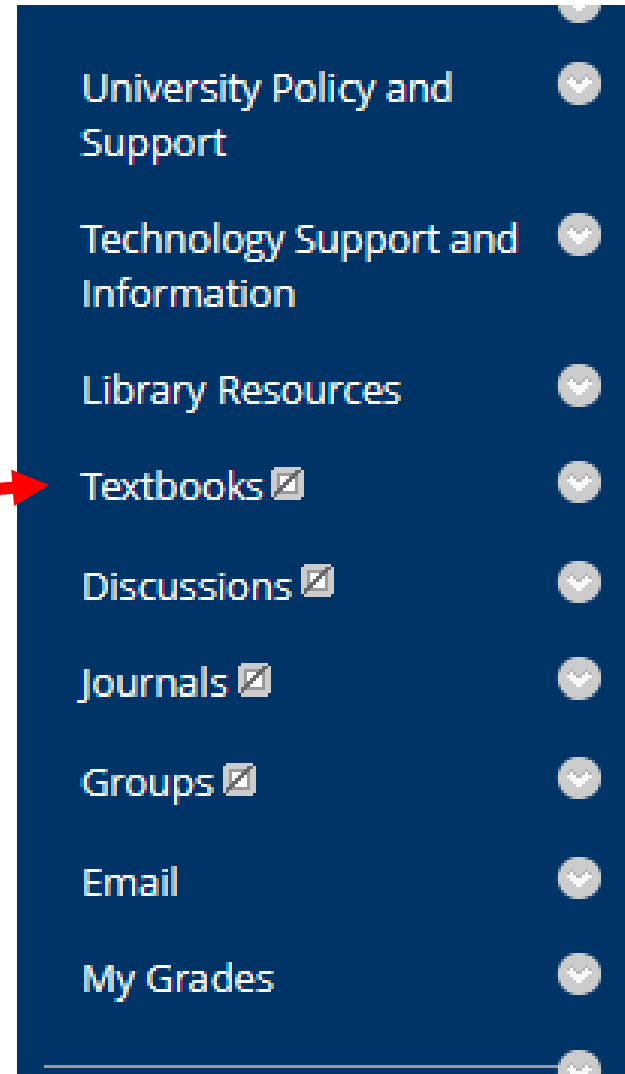 University Policy and
Support
Technology Support and
Information
Library Resources
Textbooks
Discussions
Journals
Groups
Email
My Grades